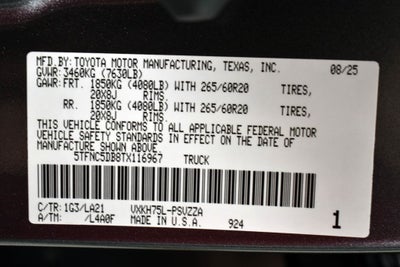 MFD.BY: TOYOTA MOTOR MANUFACTURING, TEXAS, INC. 08/25
GVWR: 3460KG (7630LB)
GAWR: FRT. 1850KG (4080LB) WITH 265/60R20 TIRES,
20X8J RIMS
RR. 1850KG (4080LB) WITH 265/60R20 TIRES,
20X8J RIMS
THIS VEHICLE CONFORMS TO ALL APPLICABLE FEDERAL MOTOR
VEHICLE SAFETY STANDARDS IN EFFECT ON THE DATE OF
MANUFACTURE SHOWN ABOVE.
5TFNC5DB8TX116967 TRUCK
C/TR: 1G3/LA21 VXKH75L-PSVZZA
A/TM: /L4A0F MADE IN U.S.A. 924 1